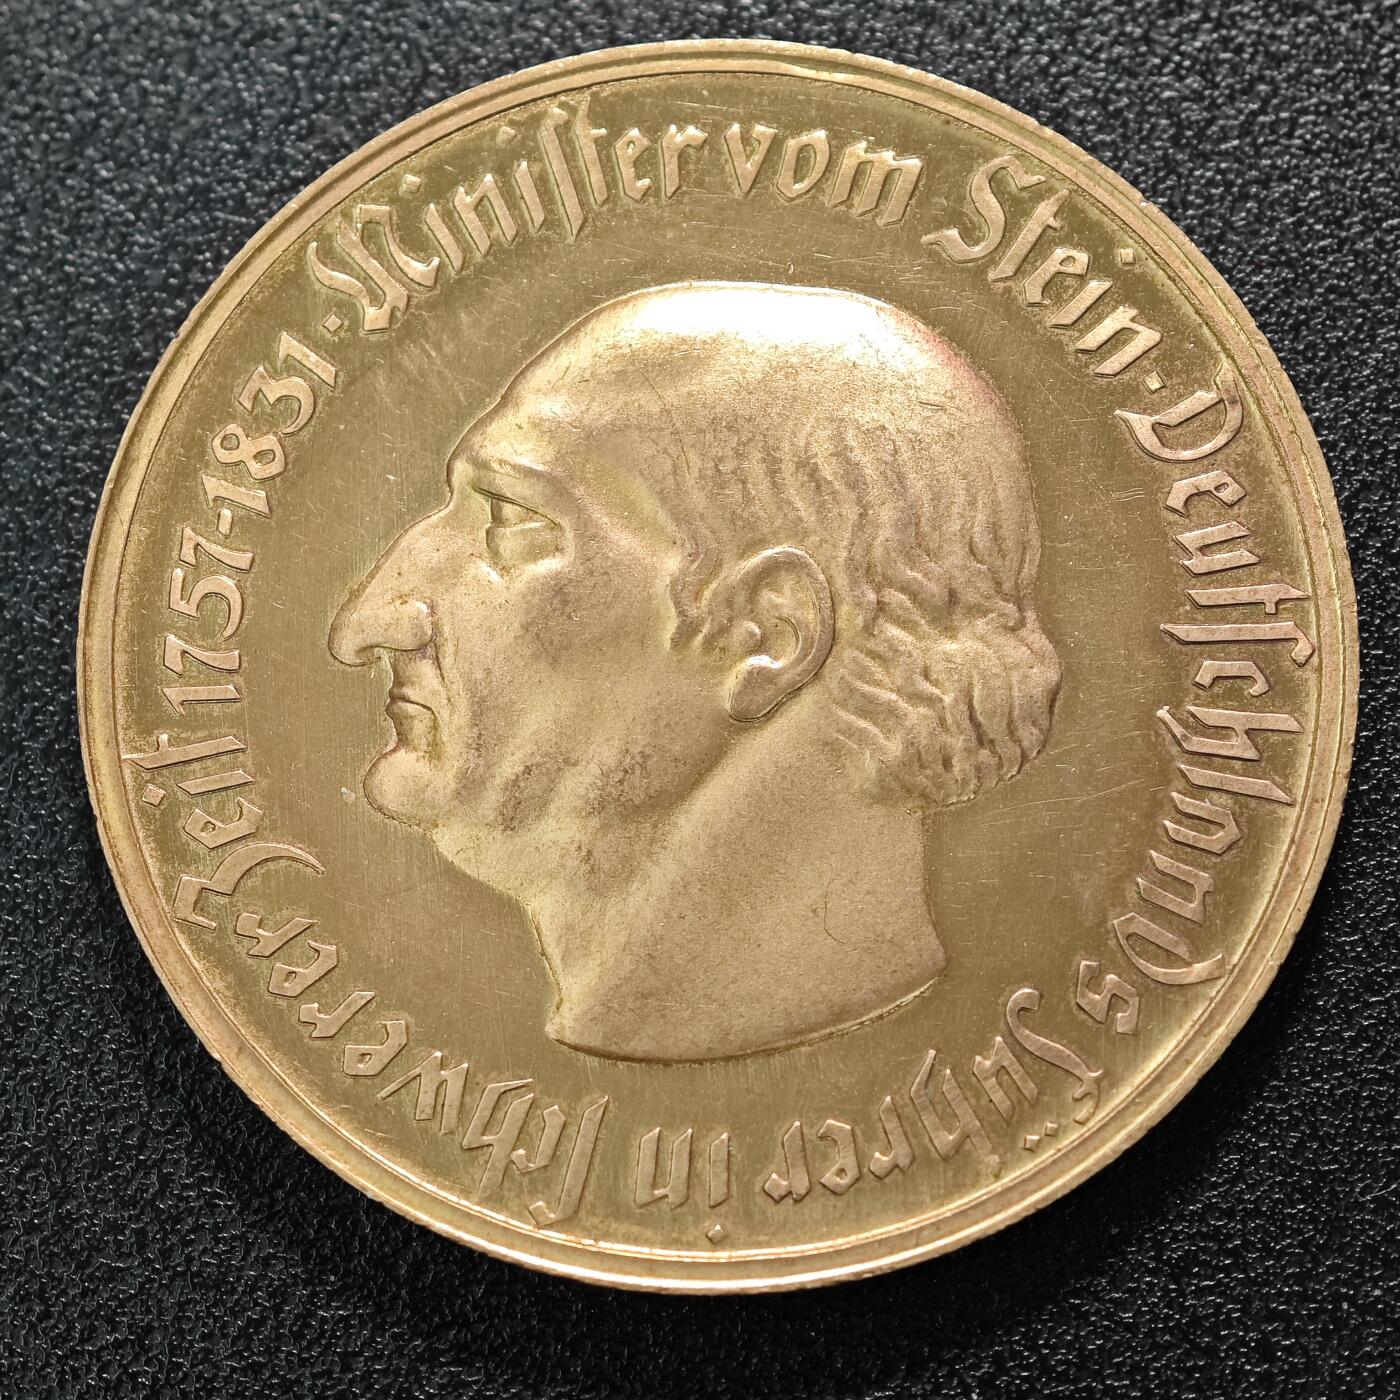 Minister vom Stein · Deutschlands Führer in schwerer Zeit 1757-1831 ·